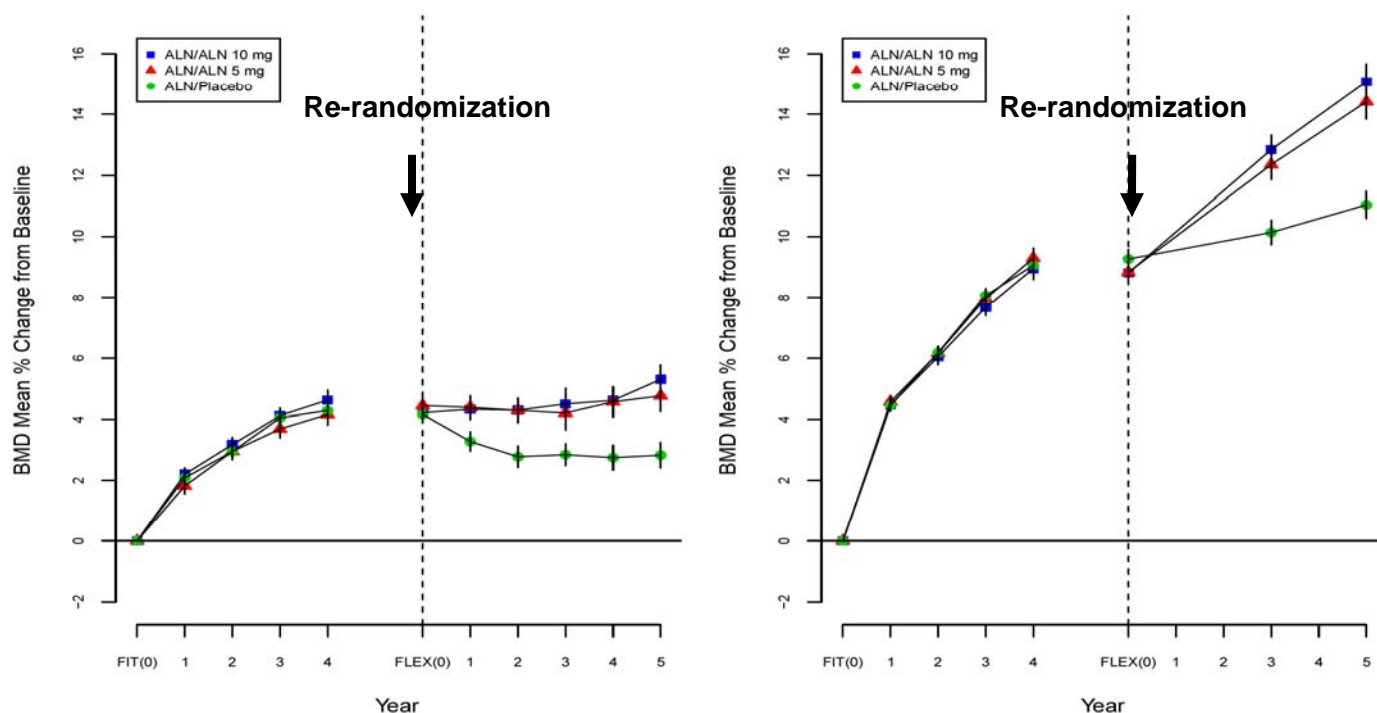 ALN/ALN 10 mg
ALN/ALN 5 mg
ALN/Placebo
Re-randomization
BMD Mean % Change from Baseline
16
14
12
10
8
6
4
2
0
-2
FIT(0) 1 2 3 4 FLEX(0) 1 2 3 4 5
Year
ALN/ALN 10 mg
ALN/ALN 5 mg
ALN/Placebo
Re-randomization
BMD Mean % Change from Baseline
16
14
12
10
8
6
4
2
0
-2
FIT(0) 1 2 3 4 FLEX(0) 1 2 3 4 5
Year